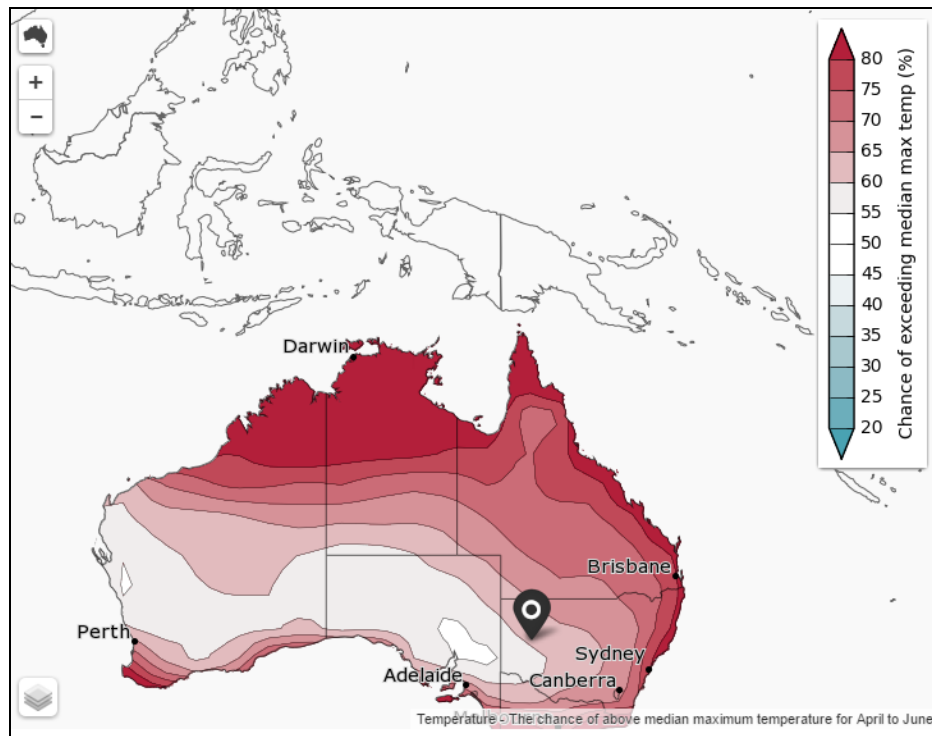 +
−
80
75
70
65
60
55
50
45
40
35
30
25
20
Chance of exceeding median max temp (%)
Darwin
Brisbane
Perth
Sydney
Adelaide
Canberra
Temperature - The chance of above median maximum temperature for April to June